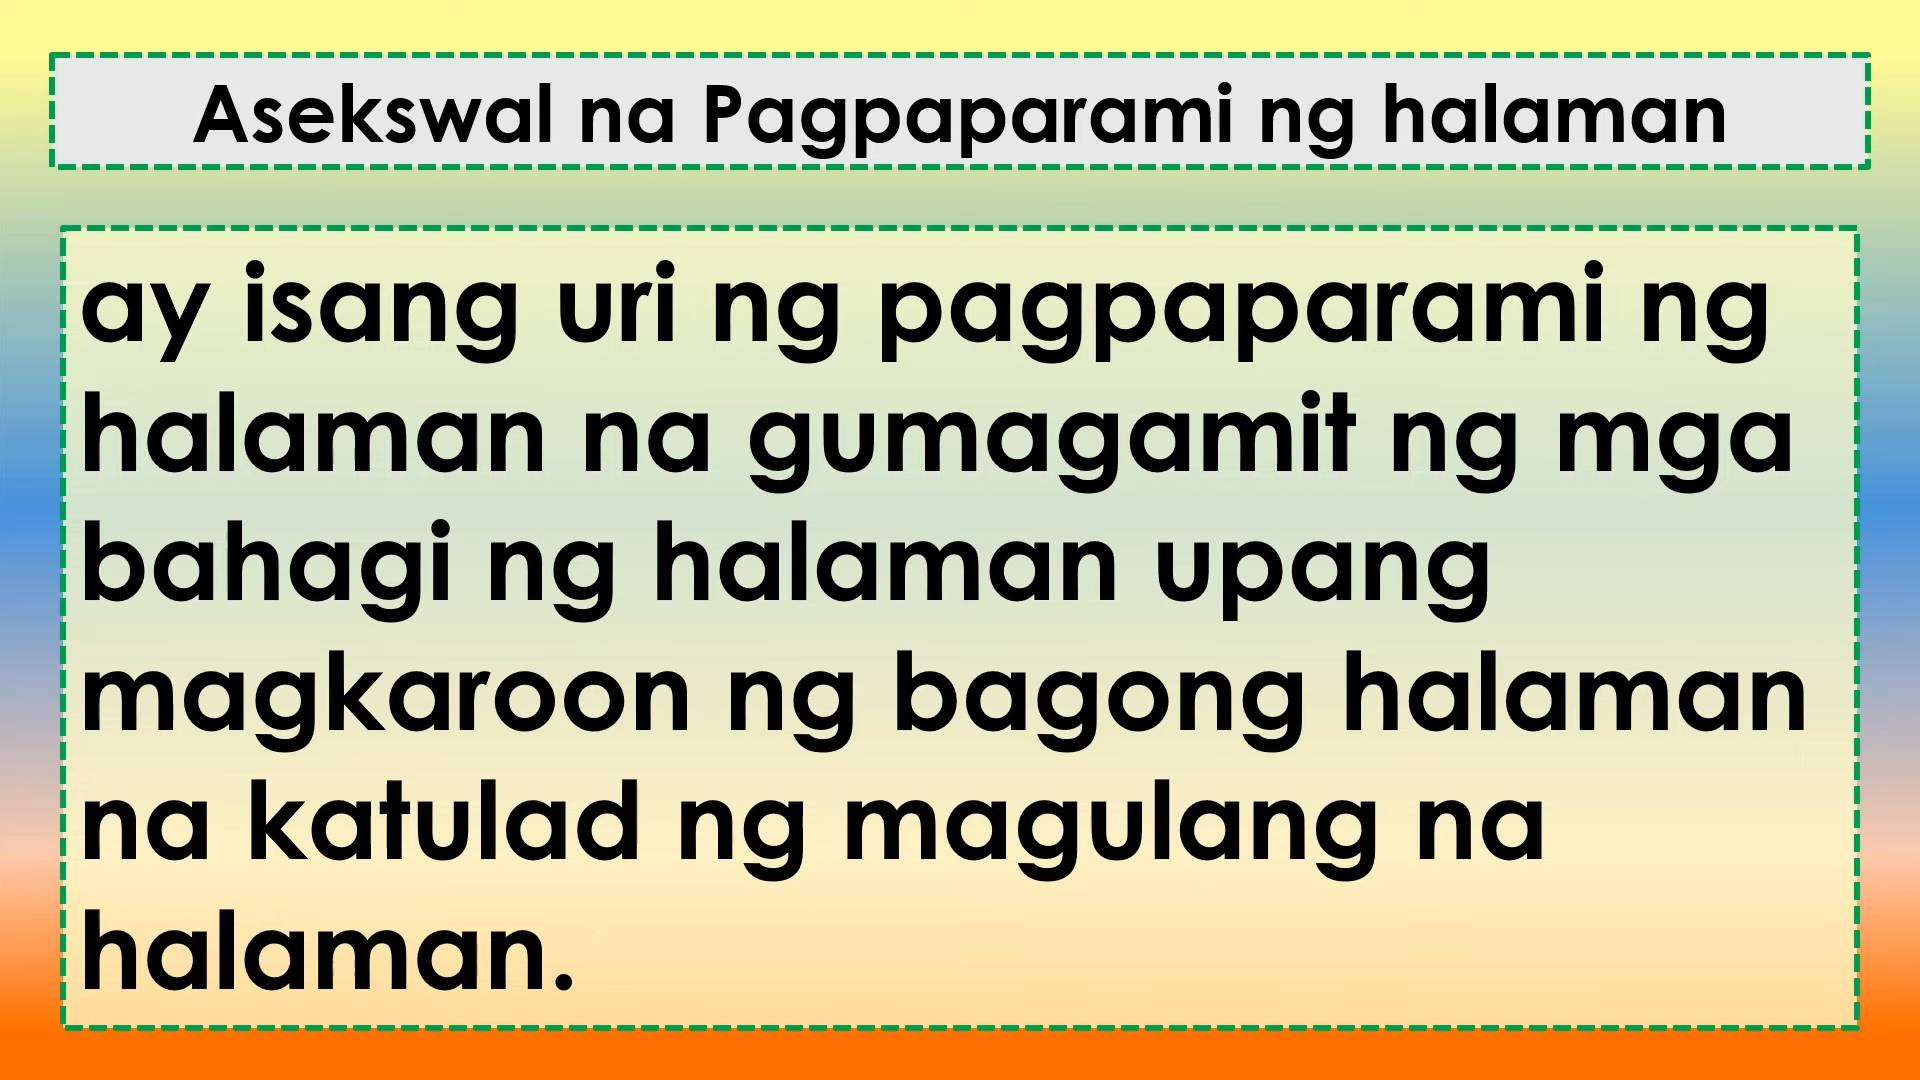 Asekswal na Pagpaparami ng halaman
ay isang uri ng pagpaparami ng
halaman na gumagamit ng mga
bahagi ng halaman upang
magkaroon ng bagong halaman
na katulad ng magulang na
halaman.